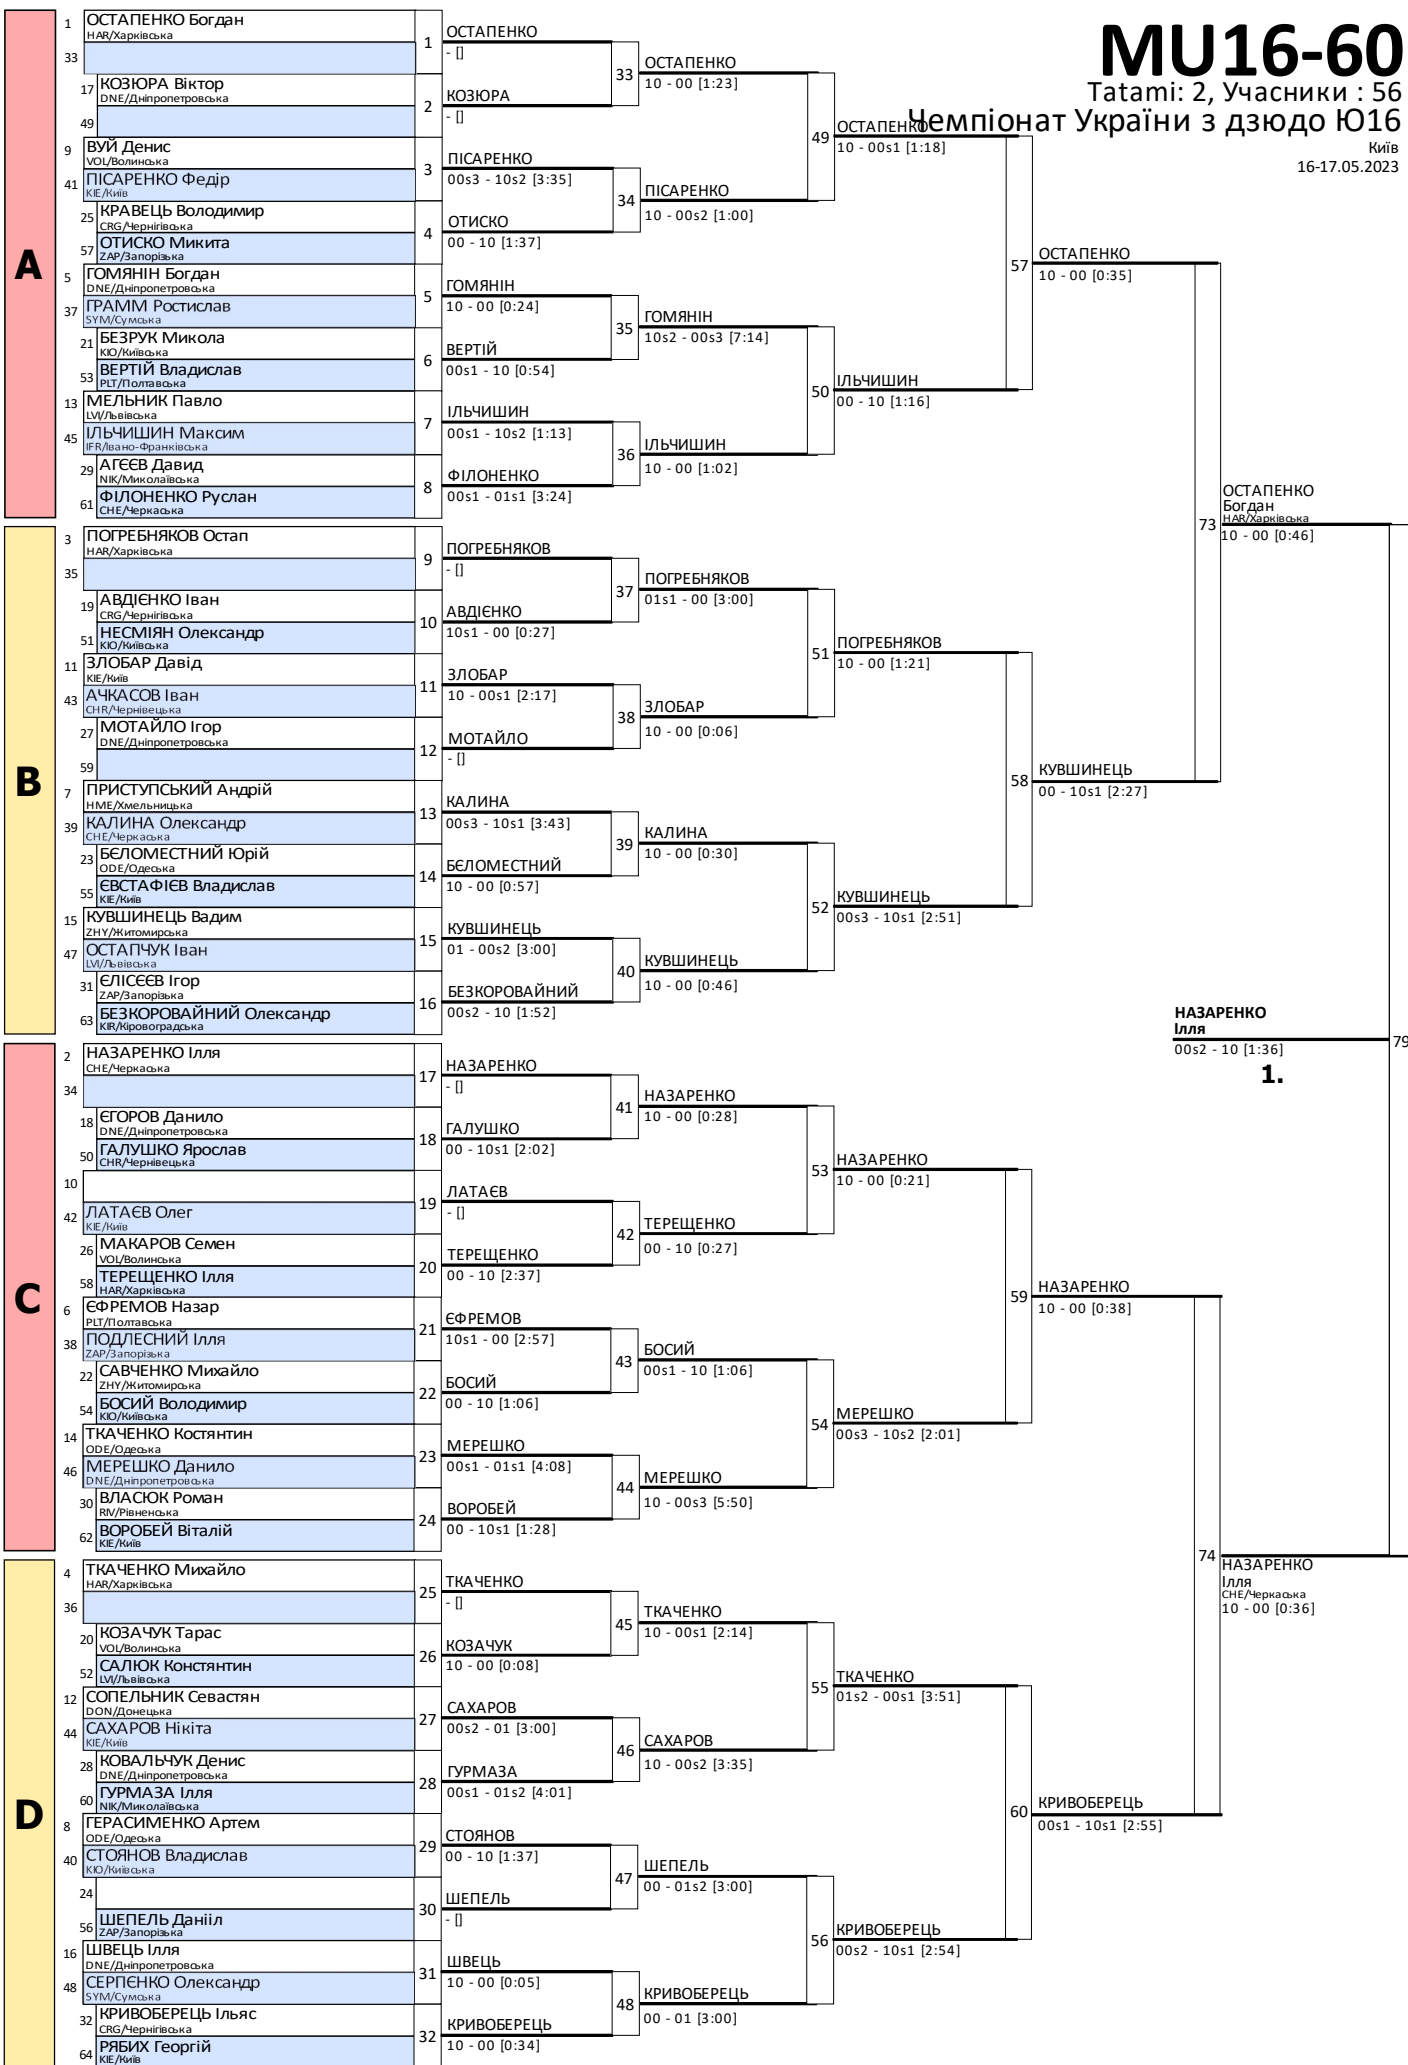 MU16-60
Tatami: 2, Учасники : 56
Чемпіонат України з дзюдо Ю16
Київ
16-17.05.2023
A
1 ОСТАПЕНКО Богдан
HAR/Харківська
33
1
17 КОЗЮРА Віктор
DNE/Дніпропетровська
49
2
9 ВУЙ Денис
VOL/Волинська
41 ПІСАРЕНКО Федір
KIE/Київ
3
25 КРАВЕЦЬ Володимир
CRG/Чернігівська
57 ОТИСКО Микита
ZAP/Запорізька
4
5 ГОМЯНІН Богдан
DNE/Дніпропетровська
37 ГРАММ Ростислав
SYM/Сумська
5
21 БЕЗРУК Микола
KIO/Київська
53 ВЕРТІЙ Владислав
PLT/Полтавська
6
13 МЕЛЬНИК Павло
LVI/Львівська
45 ІЛЬЧИШИН Максим
IFR/Івано-Франківська
7
29 АГЄЄВ Давид
NIK/Миколаївська
61 ФІЛОНЕНКО Руслан
CHE/Черкаська
8
B
3 ПОГРЕБНЯКОВ Остап
HAR/Харківська
35
9
19 АВДІЄНКО Іван
CRG/Чернігівська
51 НЕСМІЯН Олександр
KIO/Київська
10
11 ЗЛОБАР Давід
KIE/Київ
43 АЧКАСОВ Іван
CHR/Чернівецька
11
27 МОТАЙЛО Ігор
DNE/Дніпропетровська
59
12
7 ПРИСТУПСЬКИЙ Андрій
HME/Хмельницька
39 КАЛИНА Олександр
CHE/Черкаська
13
23 БЄЛОМЕСТНИЙ Юрій
ODE/Одеська
55 ЄВСТАФІЄВ Владислав
KIE/Київ
14
15 КУВШИНЕЦЬ Вадим
ZHY/Житомирська
47 ОСТАПЧУК Іван
LVI/Львівська
15
31 ЄЛІСЄЄВ Ігор
ZAP/Запорізька
63 БЕЗКОРОВАЙНИЙ Олександр
KIR/Кіровоградська
16
C
2 НАЗАРЕНКО Ілля
CHE/Черкаська
34
17
18 ЄГОРОВ Данило
DNE/Дніпропетровська
50 ГАЛУШКО Ярослав
CHR/Чернівецька
18
10
42 ЛАТАЄВ Олег
KIE/Київ
19
26 МАКАРОВ Семен
VOL/Волинська
58 ТЕРЕЩЕНКО Ілля
HAR/Харківська
20
6 ЄФРЕМОВ Назар
PLT/Полтавська
38 ПОДЛЕСНИЙ Ілля
ZAP/Запорізька
21
22 САВЧЕНКО Михайло
ZHY/Житомирська
54 БОСИЙ Володимир
KIO/Київська
22
14 ТКАЧЕНКО Костянтин
ODE/Одеська
46 МЕРЕШКО Данило
DNE/Дніпропетровська
23
30 ВЛАСЮК Роман
RIV/Рівненська
62 ВОРОБЕЙ Віталій
KIE/Київ
24
D
4 ТКАЧЕНКО Михайло
HAR/Харківська
36
25
20 КОЗАЧУК Тарас
VOL/Волинська
52 САЛЮК Констянтин
LVI/Львівська
26
12 СОПЕЛЬНИК Севастян
DON/Донецька
44 САХАРОВ Нікіта
KIE/Київ
27
28 КОВАЛЬЧУК Денис
DNE/Дніпропетровська
60 ГУРМАЗА Ілля
NIK/Миколаївська
28
8 ГЕРАСИМЕНКО Артем
ODE/Одеська
40 СТОЯНОВ Владислав
KIO/Київська
29
24
56 ШЕПЕЛЬ Данііл
ZAP/Запорізька
30
16 ШВЕЦЬ Ілля
DNE/Дніпропетровська
48 СЕРПЄНКО Олександр
SYM/Сумська
31
32 КРИВОБЕРЕЦЬ Ільяс
CRG/Чернігівська
64 РЯБИХ Георгій
KIE/Київ
32
ОСТАПЕНКО
- []
33
КОЗЮРА
- []
ПІСАРЕНКО
00s3 - 10s2 [3:35]
34
ОТИСКО
00 - 10 [1:37]
ГОМЯНІН
10 - 00 [0:24]
35
ВЕРТІЙ
00s1 - 10 [0:54]
ІЛЬЧИШИН
00s1 - 10s2 [1:13]
36
ФІЛОНЕНКО
00s1 - 01s1 [3:24]
ПОГРЕБНЯКОВ
- []
37
АВДІЄНКО
10s1 - 00 [0:27]
ЗЛОБАР
10 - 00s1 [2:17]
38
МОТАЙЛО
- []
КАЛИНА
00s3 - 10s1 [3:43]
39
БЄЛОМЕСТНИЙ
10 - 00 [0:57]
КУВШИНЕЦЬ
01 - 00s2 [3:00]
40
БЕЗКОРОВАЙНИЙ
00s2 - 10 [1:52]
НАЗАРЕНКО
- []
41
ГАЛУШКО
00 - 10s1 [2:02]
ЛАТАЄВ
- []
42
ТЕРЕЩЕНКО
00 - 10 [2:37]
ЄФРЕМОВ
10s1 - 00 [2:57]
43
БОСИЙ
00 - 10 [1:06]
МЕРЕШКО
00s1 - 01s1 [4:08]
44
ВОРОБЕЙ
00 - 10s1 [1:28]
ТКАЧЕНКО
- []
45
КОЗАЧУК
10 - 00 [0:08]
САХАРОВ
00s2 - 01 [3:00]
46
ГУРМАЗА
00s1 - 01s2 [4:01]
СТОЯНОВ
00 - 10 [1:37]
47
ШЕПЕЛЬ
- []
ШВЕЦЬ
10 - 00 [0:05]
48
КРИВОБЕРЕЦЬ
10 - 00 [0:34]
ОСТАПЕНКО
10 - 00 [1:23]
49
ПІСАРЕНКО
10 - 00s2 [1:00]
ГОМЯНІН
10s2 - 00s3 [7:14]
50
ІЛЬЧИШИН
10 - 00 [1:02]
ПОГРЕБНЯКОВ
01s1 - 00 [3:00]
51
ЗЛОБАР
10 - 00 [0:06]
КАЛИНА
10 - 00 [0:30]
52
КУВШИНЕЦЬ
10 - 00 [0:46]
НАЗАРЕНКО
10 - 00 [0:28]
53
ТЕРЕЩЕНКО
00 - 10 [0:27]
БОСИЙ
00s1 - 10 [1:06]
54
МЕРЕШКО
10 - 00s3 [5:50]
ТКАЧЕНКО
10 - 00s1 [2:14]
55
САХАРОВ
10 - 00s2 [3:35]
ШЕПЕЛЬ
00 - 01s2 [3:00]
56
КРИВОБЕРЕЦЬ
00 - 01 [3:00]
ОСТАПЕНКО
10 - 00s1 [1:18]
57
ІЛЬЧИШИН
00 - 10 [1:16]
ПОГРЕБНЯКОВ
10 - 00 [1:21]
58
КУВШИНЕЦЬ
00s3 - 10s1 [2:51]
НАЗАРЕНКО
10 - 00 [0:21]
59
МЕРЕШКО
00s3 - 10s2 [2:01]
ТКАЧЕНКО
01s2 - 00s1 [3:51]
60
КРИВОБЕРЕЦЬ
00s2 - 10s1 [2:54]
ОСТАПЕНКО
10 - 00 [0:35]
73
КУВШИНЕЦЬ
00 - 10s1 [2:27]
НАЗАРЕНКО
10 - 00 [0:38]
74
КРИВОБЕРЕЦЬ
00s1 - 10s1 [2:55]
ОСТАПЕНКО
Богдан
HAR/Харківська
10 - 00 [0:46]
НАЗАРЕНКО
Ілля
00s2 - 10 [1:36]
1.
79
НАЗАРЕНКО
Ілля
CHE/Черкаська
10 - 00 [0:36]